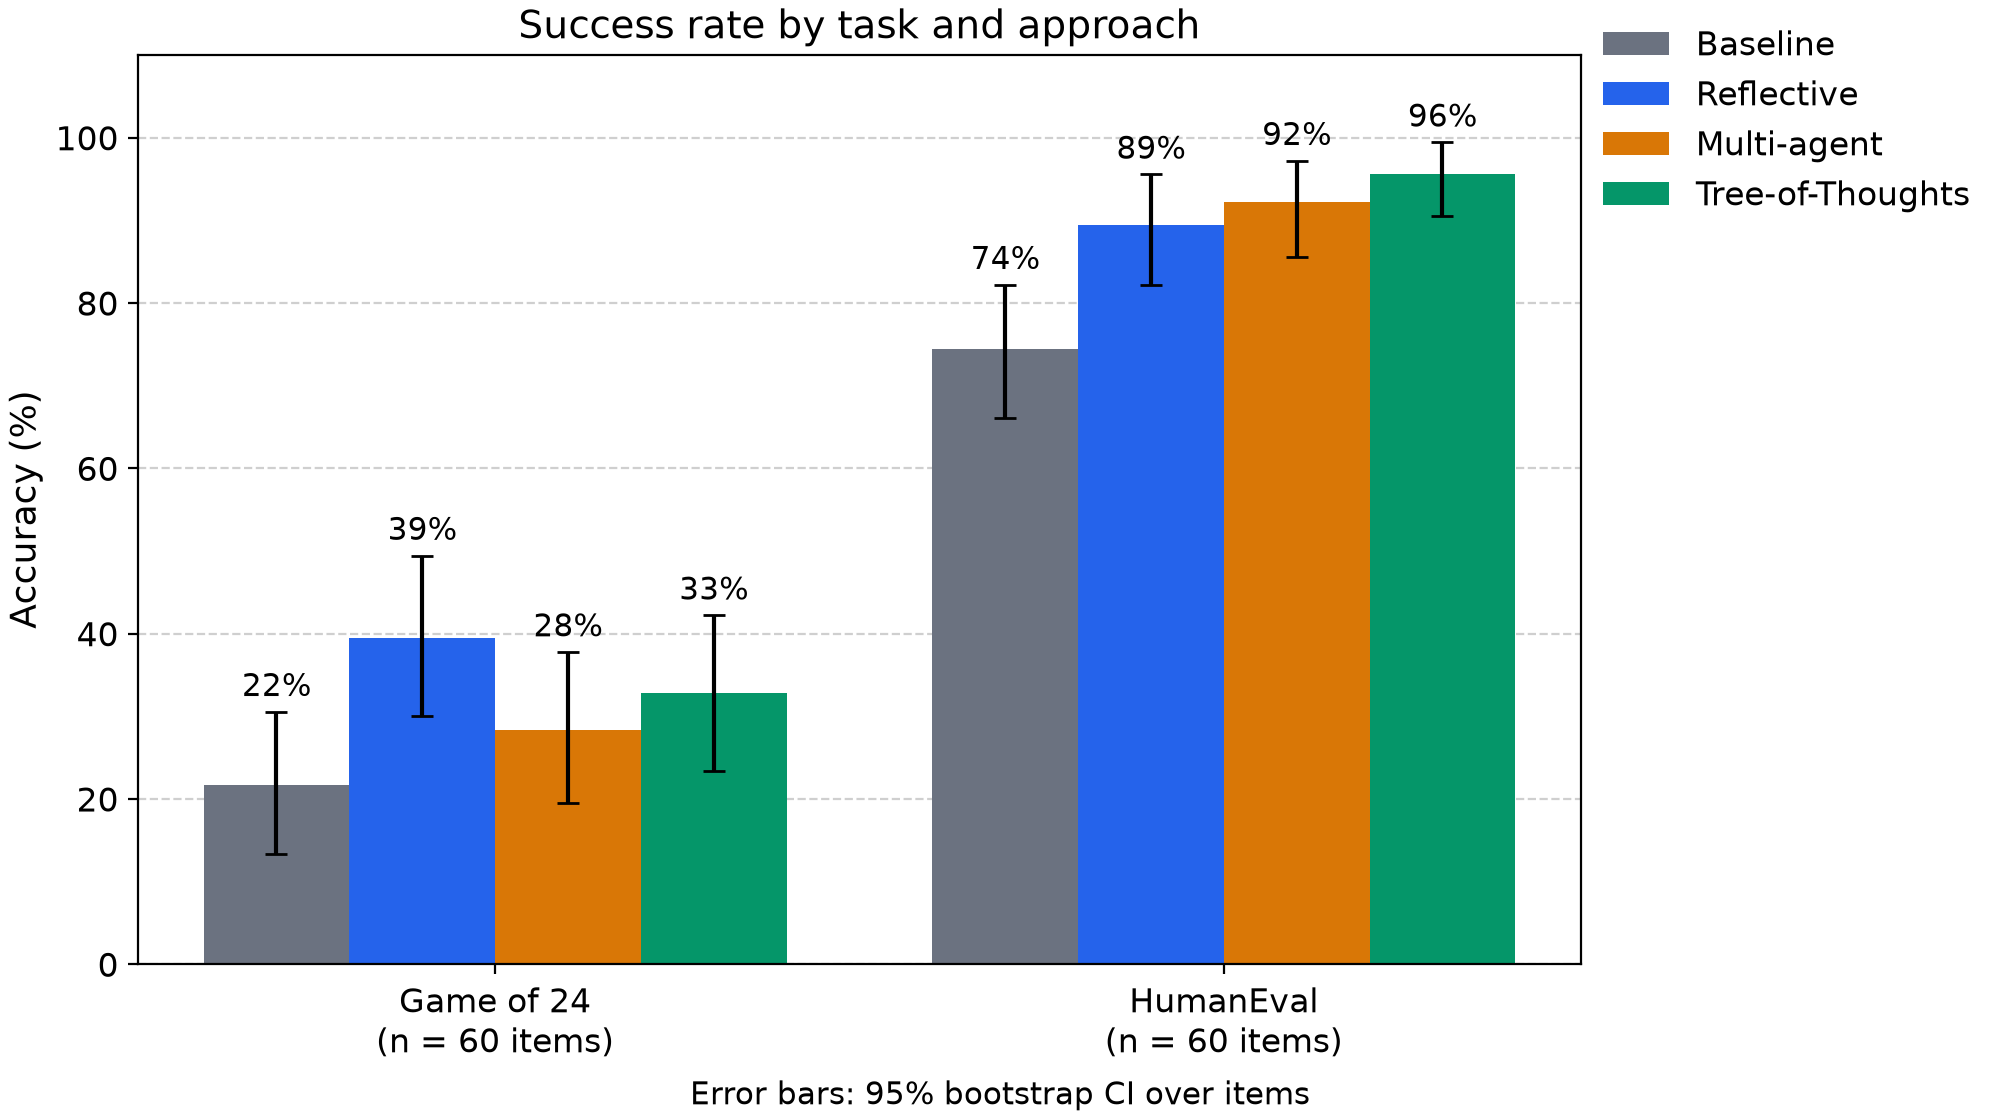 Success rate by task and approach
Baseline
Reflective
Multi-agent
Tree-of-Thoughts
Accuracy (%)
100
80
60
40
20
0
22%
39%
28%
33%
74%
89%
92%
96%
Game of 24
(n = 60 items)
HumanEval
(n = 60 items)
Error bars: 95% bootstrap CI over items